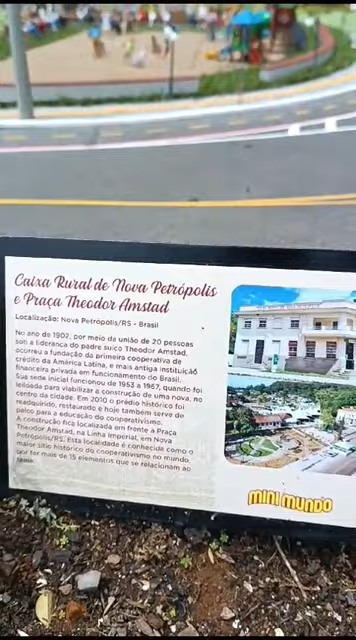 Caixa Rural de Nova Petrópolis
e Praça Theodor Amstad
Localização: Nova Petrópolis/RS - Brasil
No ano de 1902, por meio da união de 20 pessoas
sob a liderança do padre suíço Theodor Amstad,
ocorreu a fundação da primeira cooperativa de
crédito da América Latina, e mais antiga instituição
financeira privada em funcionamento do Brasil.
Sua sede inicial funcionou de 1953 a 1967, quando foi
leiloada para viabilizar a construção de uma nova, no
centro da cidade. Em 2010 o prédio histórico foi
readquirido, restaurado e hoje também serve de
palco para a educação do cooperativismo.
A construção fica localizada em frente a Praça
Theodor Amstad, na Linha Imperial, em Nova
Petrópolis/RS. Esta localidade é conhecida como o
maior sítio histórico do cooperativismo no mundo,
por ter mais de 15 elementos que se relacionam ao
tema.
mini mundo